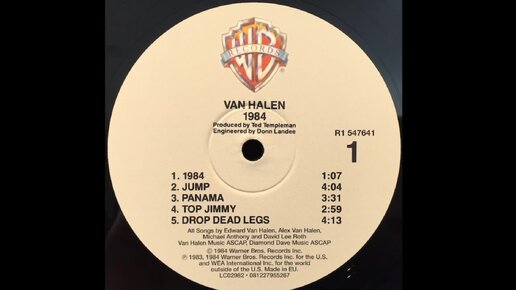 WB
RECORDS
VAN HALEN
1984
Produced by Ted Templeman
Engineered by Donn Landee
R1 547641
1
1. 1984 1:07
2. JUMP 4:04
3. PANAMA 3:31
4. TOP JIMMY 2:59
5. DROP DEAD LEGS 4:13
All Songs by Edward Van Halen, Alex Van Halen,
Michael Anthony and David Lee Roth
Van Halen Music ASCAP, Diamond Dave Music ASCAP
© 1984 Warner Bros. Records Inc.
℗ 1983, 1984 Warner Bros. Records Inc. for the U.S.
and WEA International Inc. for the world
outside of the U.S. Made in EU.
LC02982 • 081227955267